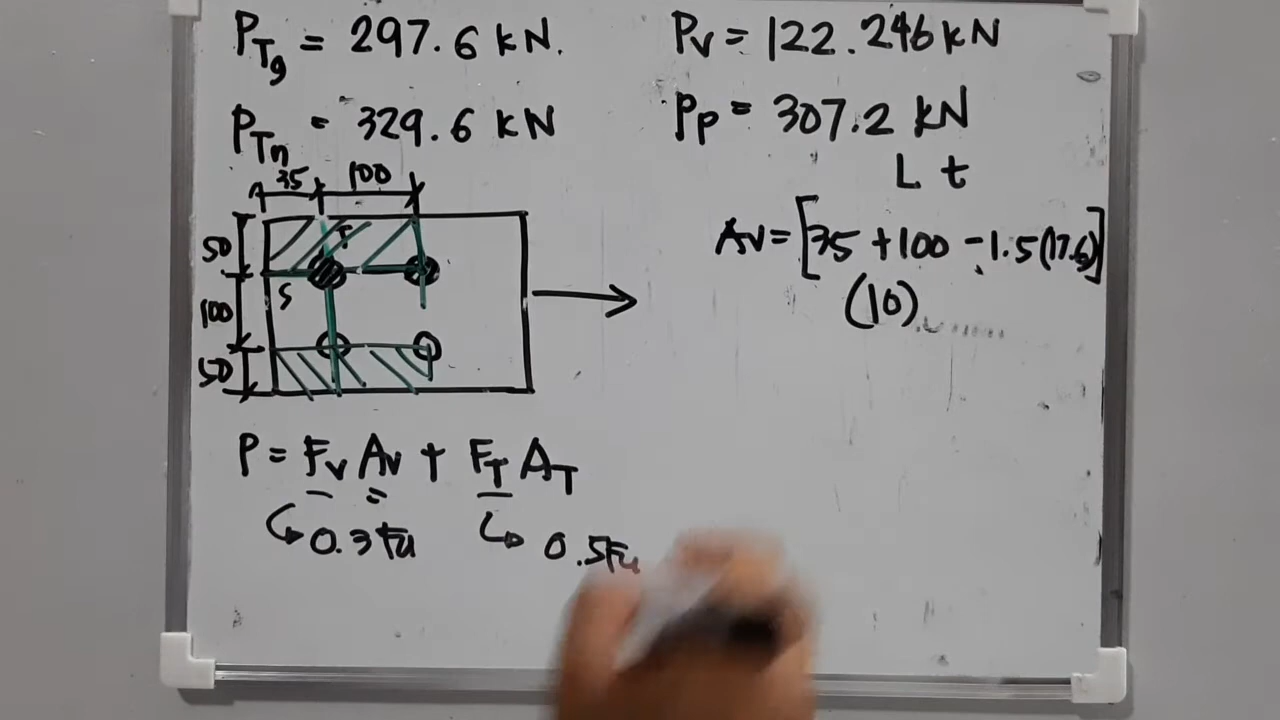 P_Tg = 297.6 kN.
P_Tn = 329.6 kN
P_V = 122.246 kN
P_P = 307.2 kN
L t
A_V = [35 + 100 - 1.5(17.6)]
(10)
35 100
50
T
S
100
50
P = F_V A_V + F_T A_T
0.3Fu 0.5Fu